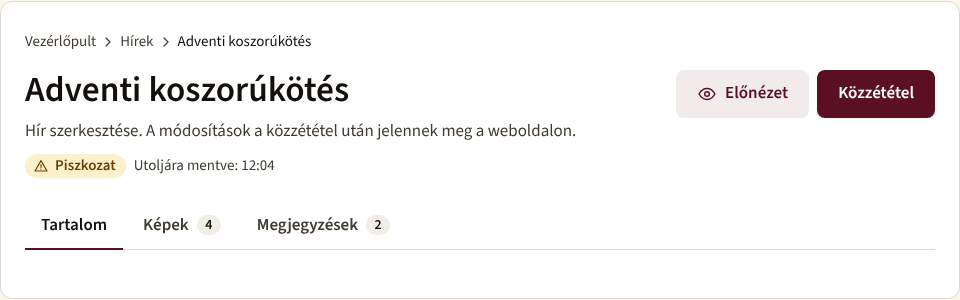 Vezérlőpult > Hírek > Adventi koszorúkötés
Adventi koszorúkötés
Előnézet
Közzététel
Hír szerkesztése. A módosítások a közzététel után jelennek meg a weboldalon.
Piszkozat Utoljára mentve: 12:04
Tartalom Képek 4 Megjegyzések 2